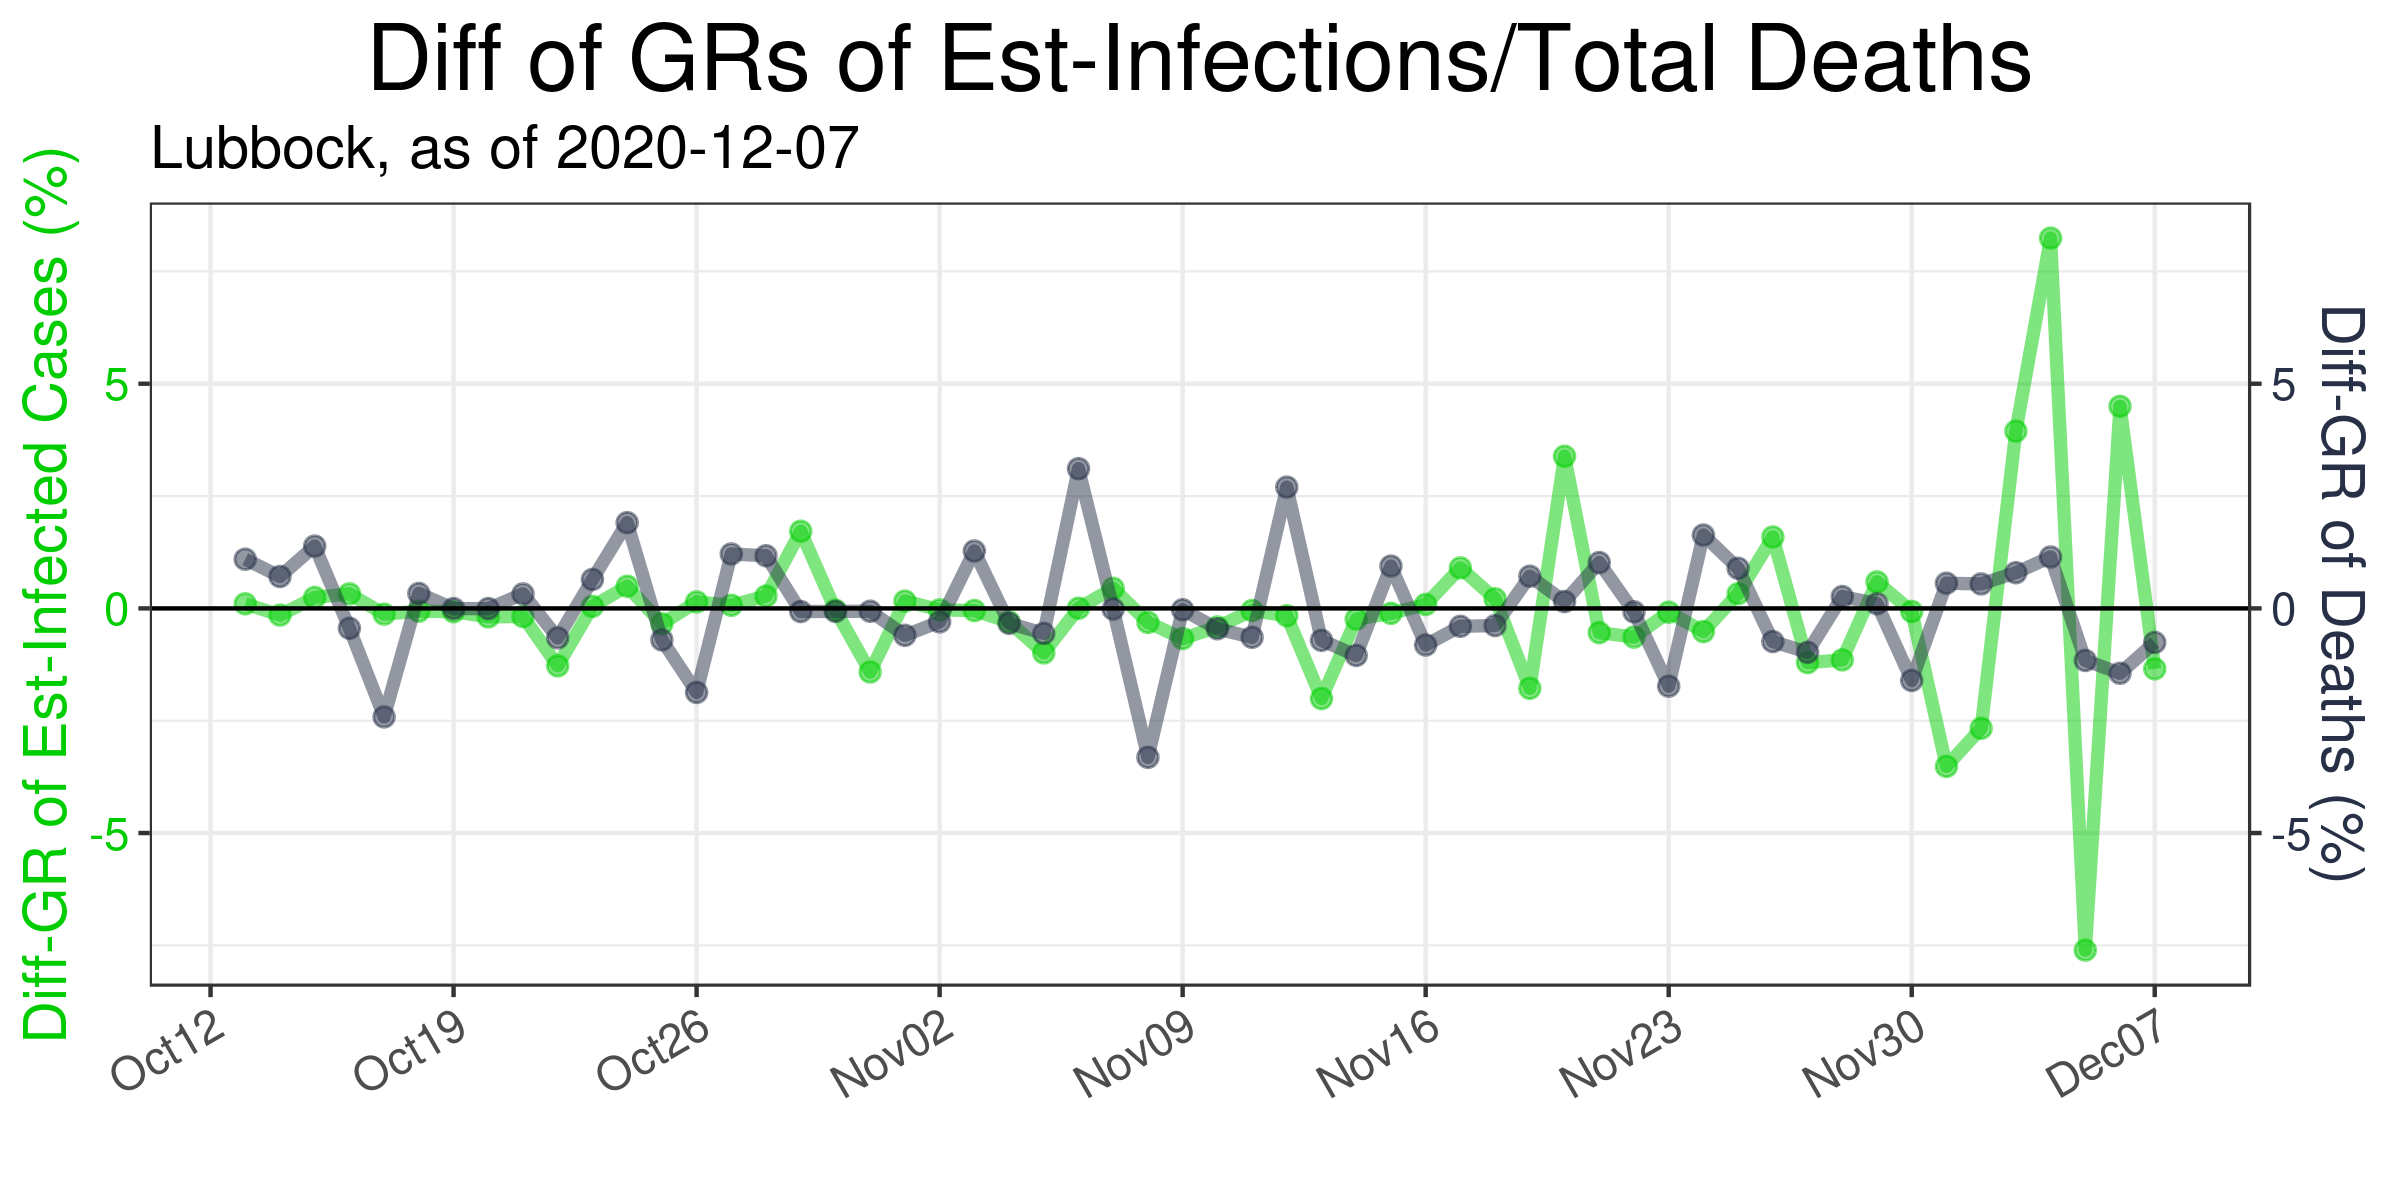 Diff of GRs of Est-Infections/Total Deaths
Lubbock, as of 2020-12-07
Diff-GR of Est-Infected Cases (%)
5
0
-5
5
0
-5
Diff-GR of Deaths (%)
Oct12
Oct19
Oct26
Nov02
Nov09
Nov16
Nov23
Nov30
Dec07